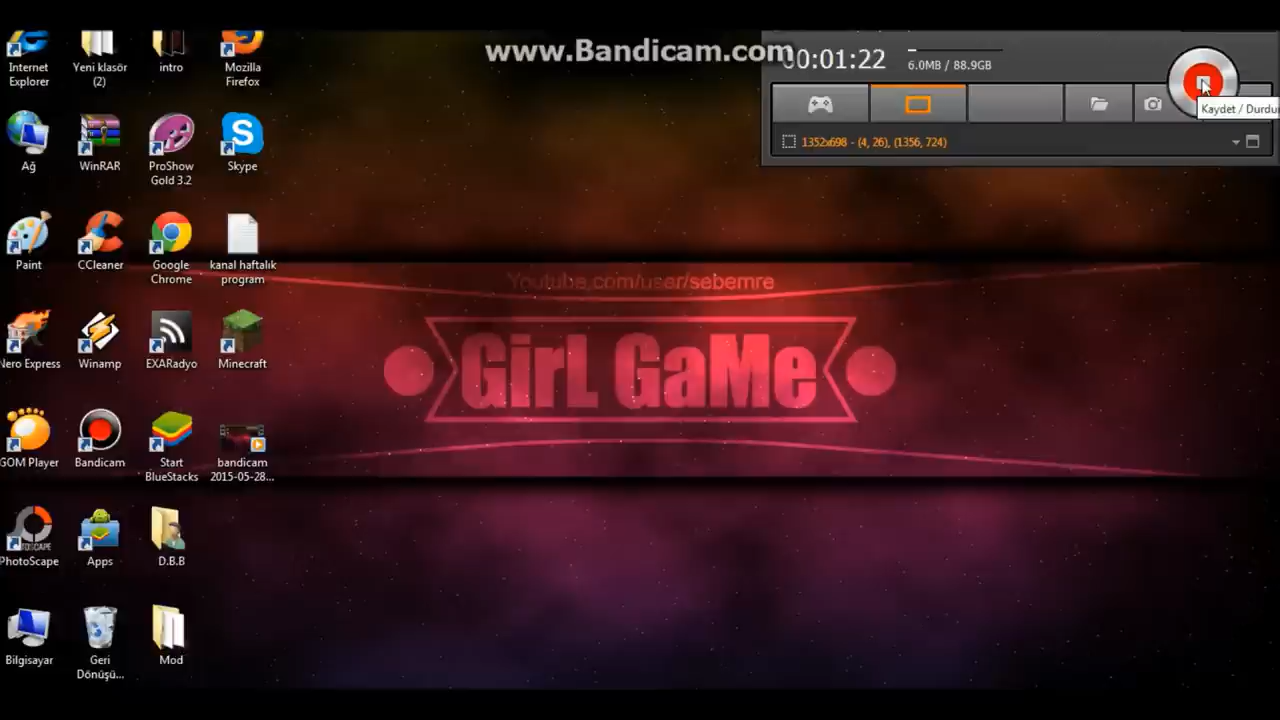 www.Bandicam.com
00:01:22
6.0MB / 88.9GB
Kaydet / Durdu
1352x698 - (4, 26), (1356, 724)
Internet
Explorer
Yeni klasör
(2)
intro
Mozilla
Firefox
Ağ
WinRAR
ProShow
Gold 3.2
Skype
Paint
CCleaner
Google
Chrome
kanal haftalık
program
Youtube.com/user/sebemre
GirL GaMe
Nero Express
Winamp
EXARadyo
Minecraft
GOM Player
Bandicam
Start
BlueStacks
bandicam
2015-05-28...
PhotoScape
Apps
D.B.B
Bilgisayar
Geri
Dönüşü...
Mod